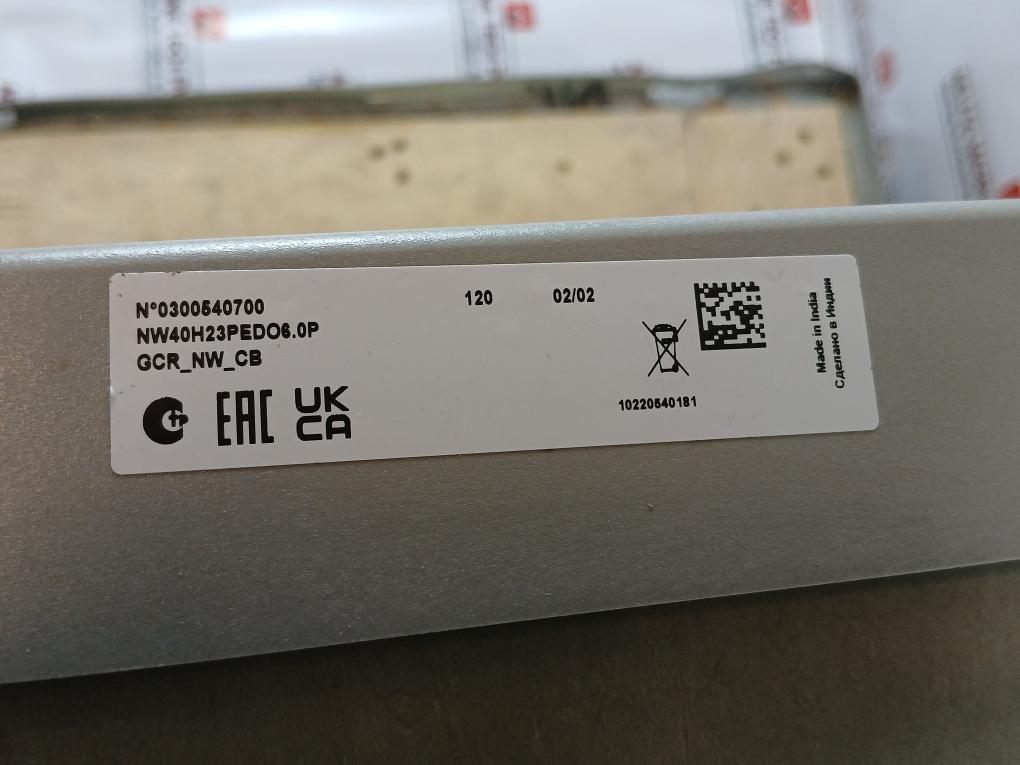 N°0300540700
NW40H23PEDO6.0P
GCR_NW_CB
120
02/02
EAC
UK
CA
10220540181
Made in India
Сделано в Индии